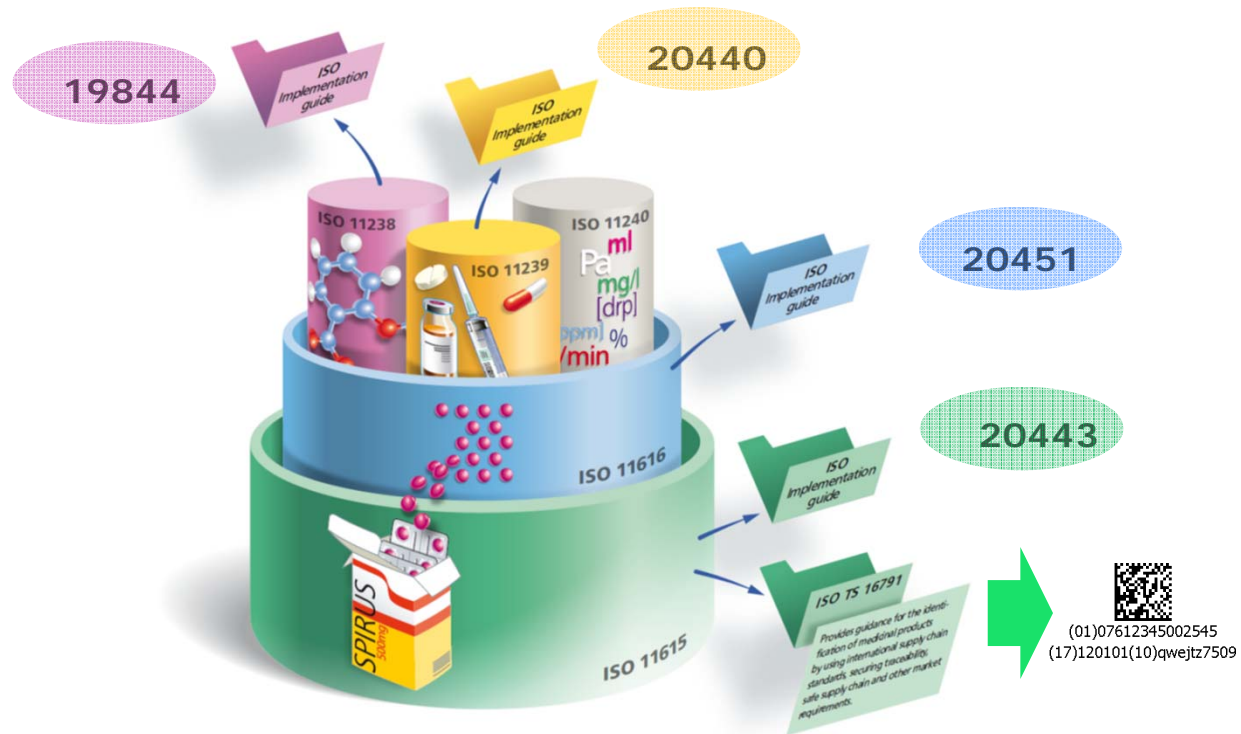 19844
ISO
Implementation
guide
20440
ISO
Implementation
guide
ISO 11238
ISO 11239
ISO 11240
ml
Pa
mg/l
[drp]
ppm]
%
/min
20451
ISO
Implementation
guide
ISO 11616
20443
ISO
Implementation
guide
SPIRUS
500mg
ISO 11615
ISO TS 16791
Provides guidance for the identi-
fication of medicinal products
by using international supply chain
standards, securing traceability,
safe supply chain and other market
requirements.
(01)07612345002545
(17)120101(10)qwejtz7509